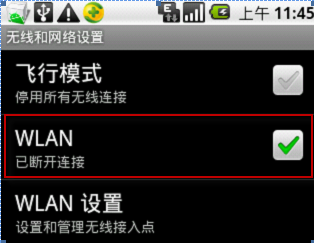 上午 11:45
无线和网络设置
飞行模式
停用所有无线连接
WLAN
已断开连接
WLAN 设置
设置和管理无线接入点